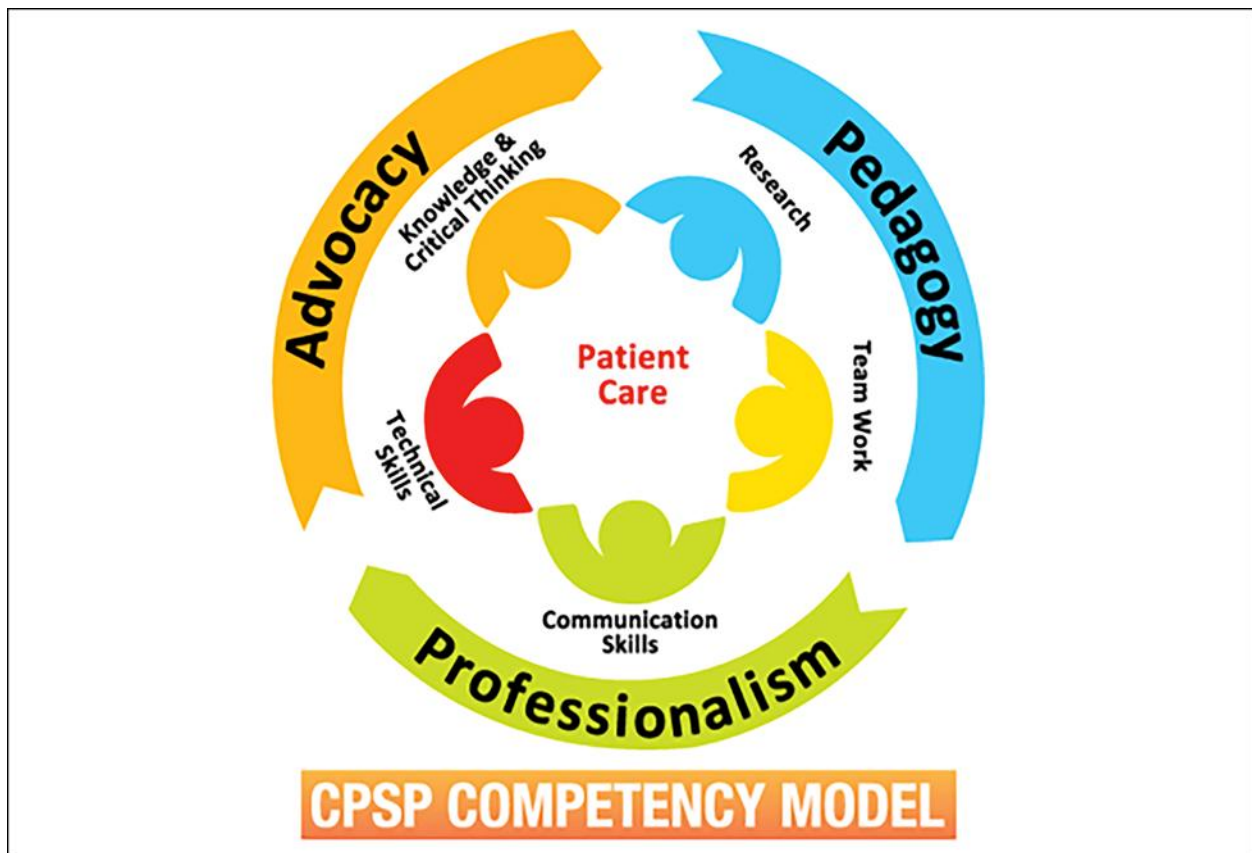 Advocacy
Pedagogy
Professionalism
Knowledge &
Critical Thinking
Research
Team Work
Communication
Skills
Technical
Skills
Patient
Care
CPSP COMPETENCY MODEL